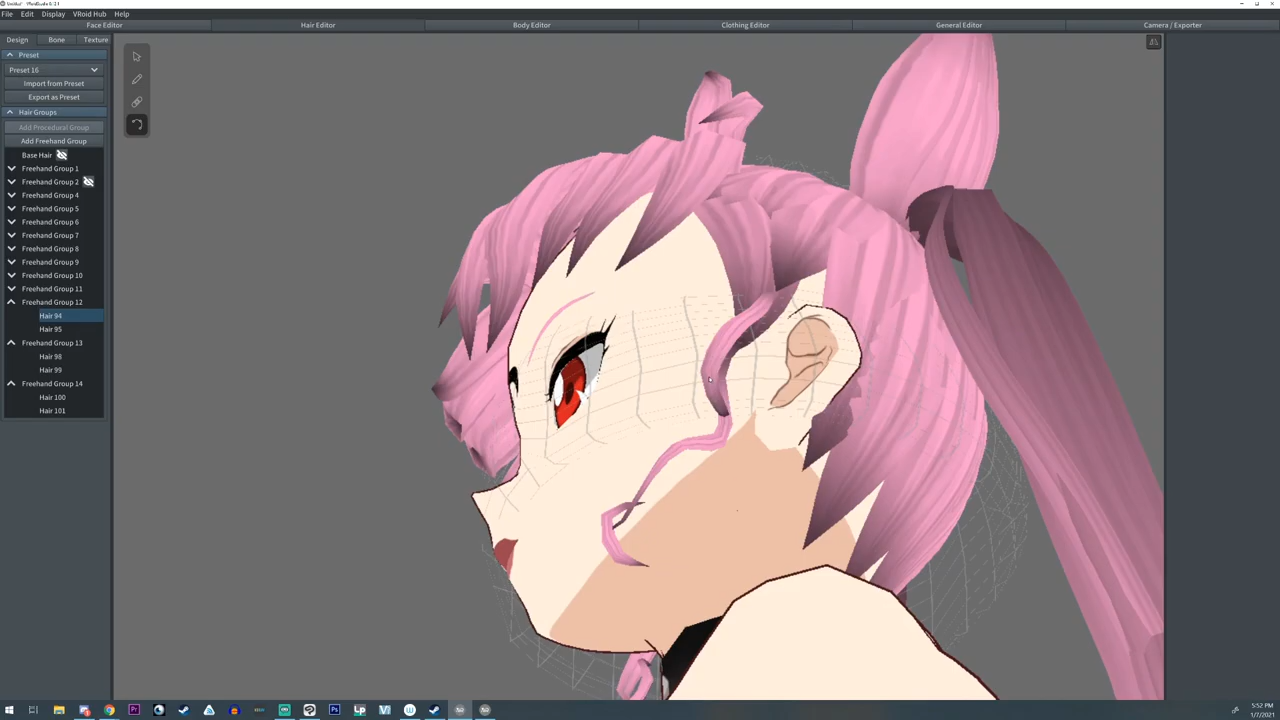 File Edit Display VRoid Hub Help
Face Editor Hair Editor Body Editor Clothing Editor General Editor Camera / Exporter
Design Bone Texture
Preset
Preset 16
Import from Preset
Export as Preset
Hair Groups
Add Procedural Group
Add Freehand Group
Base Hair
Freehand Group 1
Freehand Group 2
Freehand Group 4
Freehand Group 5
Freehand Group 6
Freehand Group 7
Freehand Group 8
Freehand Group 9
Freehand Group 10
Freehand Group 11
Freehand Group 12
Hair 94
Hair 95
Freehand Group 13
Hair 98
Hair 99
Freehand Group 14
Hair 100
Hair 101
5:52 PM
1/7/2021